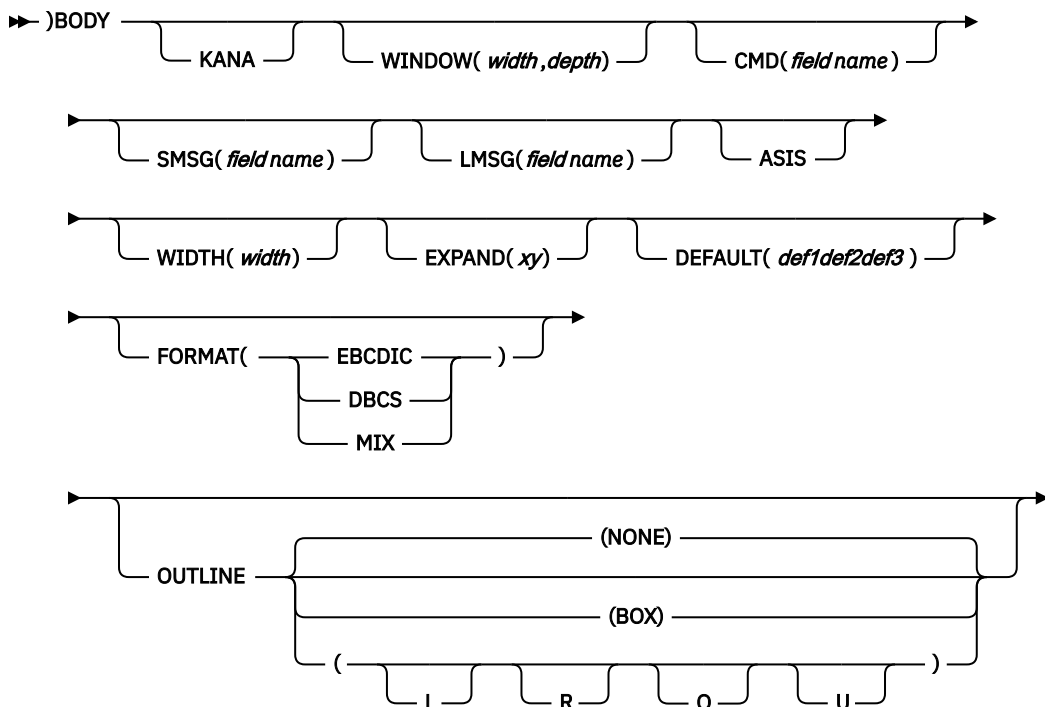 )BODY
KANA WINDOW( width,depth) CMD( field name )
SMSG( field name ) LMSG( field name ) ASIS
WIDTH( width) EXPAND( xy) DEFAULT( def1def2def3 )
FORMAT( EBCDIC )
DBCS
MIX
(NONE)
OUTLINE
(BOX)
( )
L R O U